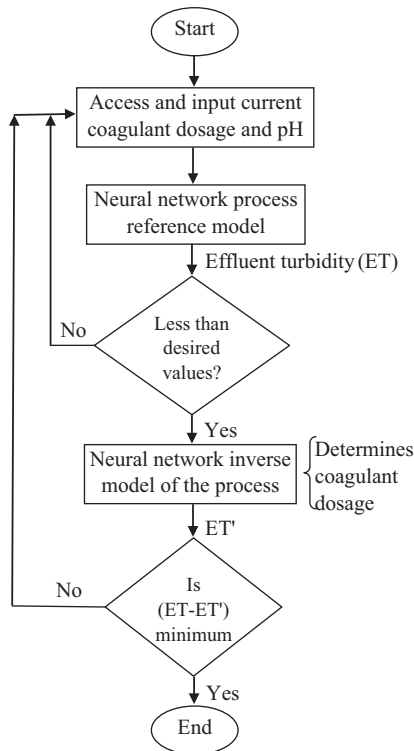 Start
Access and input current
coagulant dosage and pH
Neural network process
reference model
Effluent turbidity (ET)
No
Less than
desired
values?
Yes
Neural network inverse
model of the process
Determines
coagulant
dosage
ET'
No
Is
(ET-ET')
minimum
Yes
End